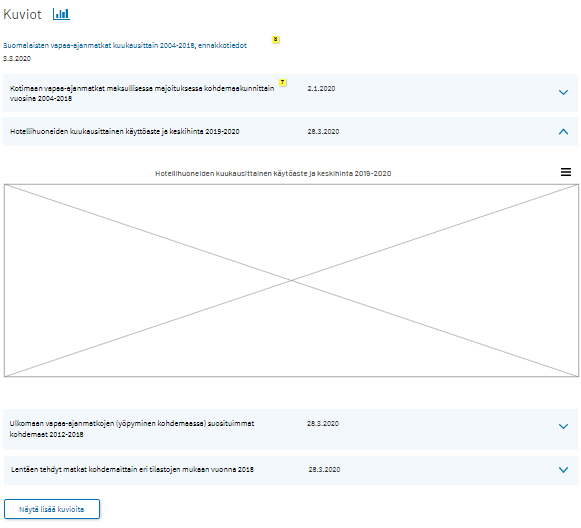 Kuviot
Suomalaisten vapaa-ajanmatkat kuukausittain 2004-2018, ennakkotiedot
8
3.3.2020
Kotimaan vapaa-ajanmatkat maksullisessa majoituksessa kohdemaakunnittain
vuosina 2004-2018
7
2.1.2020
Hotellihuoneiden kuukausittainen käyttöaste ja keskihinta 2019-2020
28.3.2020
Hotellihuoneiden kuukausittainen käytöaste ja keskihinta 2019-2020
Ulkomaan vapaa-ajanmatkojen (yöpyminen kohdemaassa) suosituimmat
kohdemaat 2012-2018
28.3.2020
Lentäen tehdyt matkat kohdemaittain eri tilastojen mukaan vuonna 2018
28.3.2020
Näytä lisää kuvioita